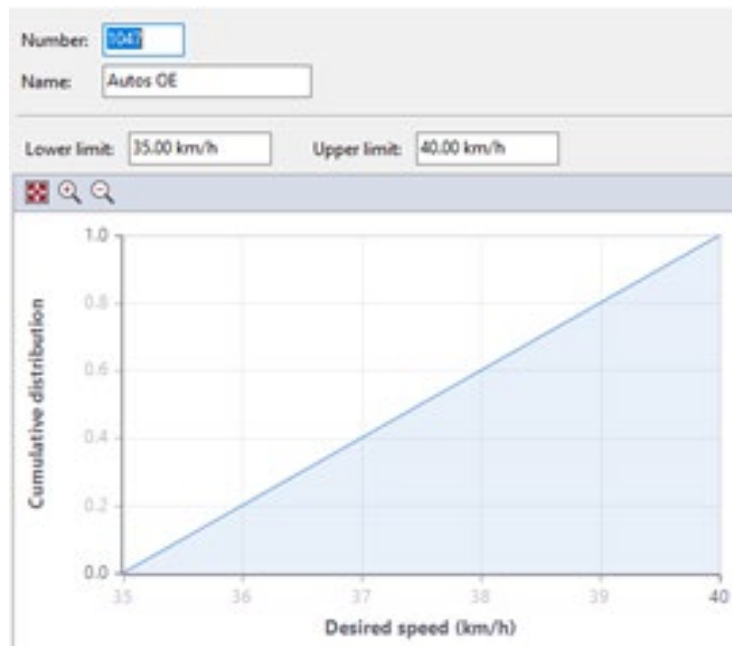 Number: 1047
Name: Autos OE
Lower limit: 35.00 km/h Upper limit: 40.00 km/h
1.0
0.8
0.6
0.4
0.2
0.0
Cumulative distribution
35 36 37 38 39 40
Desired speed (km/h)